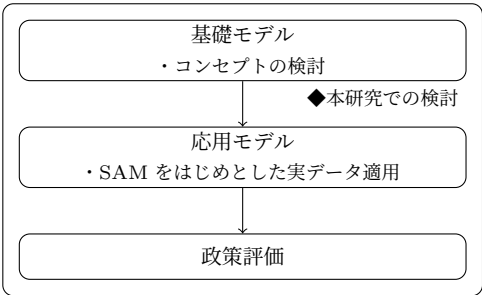 基礎モデル
・コンセプトの検討
◆本研究での検討
応用モデル
・SAM をはじめとした実データ適用
政策評価